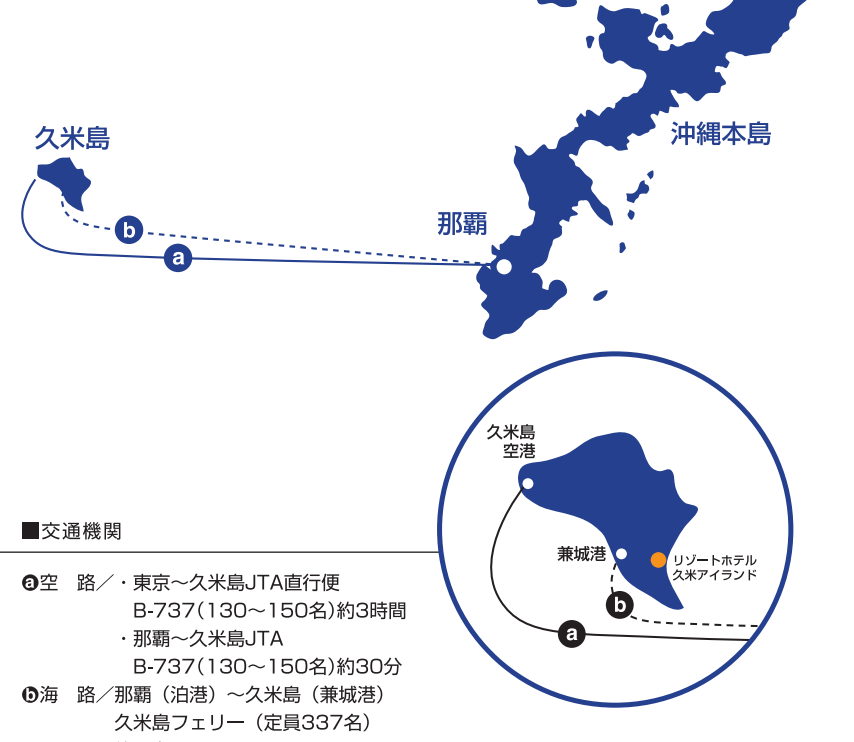 久米島
沖縄本島
那覇
b
a
久米島
空港
兼城港
リゾートホテル
久米アイランド
b
a
■交通機関
a空　路／・東京～久米島JTA直行便
B-737(130～150名)約3時間
・那覇～久米島JTA
B-737(130～150名)約30分
b海　路／那覇（泊港）～久米島（兼城港）
久米島フェリー（定員337名）